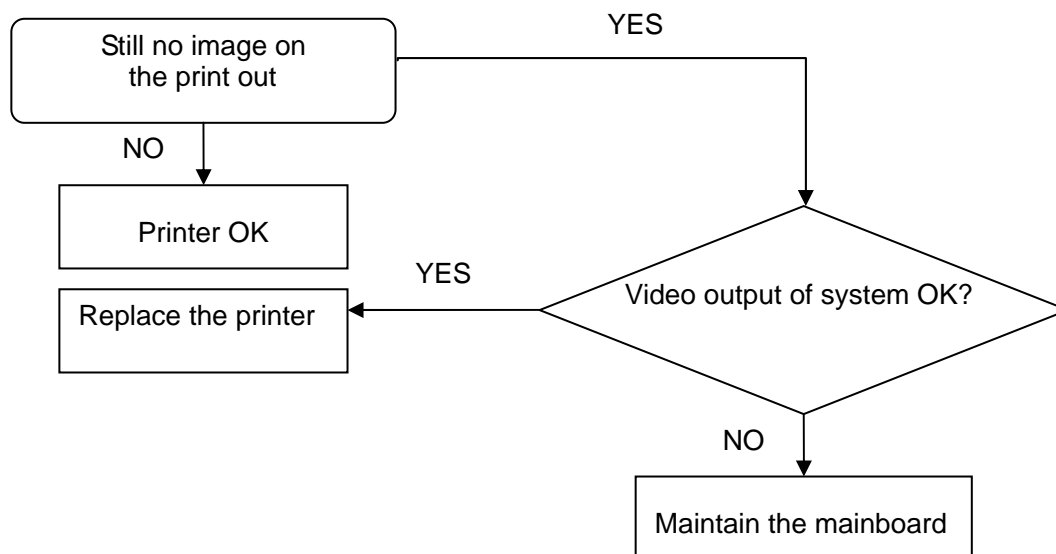 YES
Still no image on
the print out
NO
Printer OK
YES
Replace the printer
Video output of system OK?
NO
Maintain the mainboard